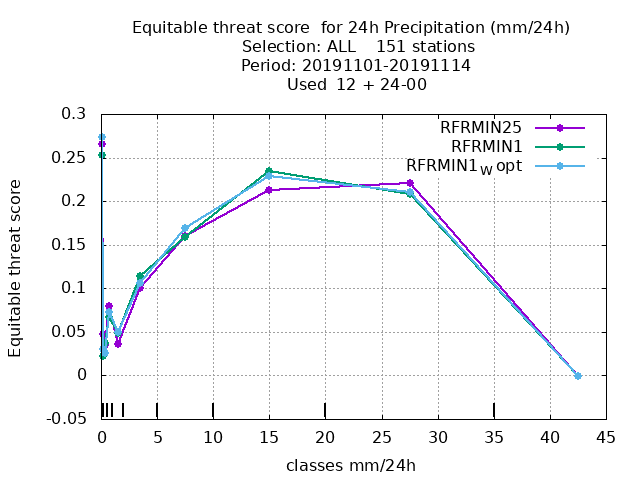 Equitable threat score  for 24h Precipitation (mm/24h)
Selection: ALL    151 stations
Period: 20191101-20191114
Used  12 + 24-00
RFRMIN25
RFRMIN1
RFRMIN1W opt
Equitable threat score
0.3
0.25
0.2
0.15
0.1
0.05
0
-0.05
0 5 10 15 20 25 30 35 40 45
classes mm/24h